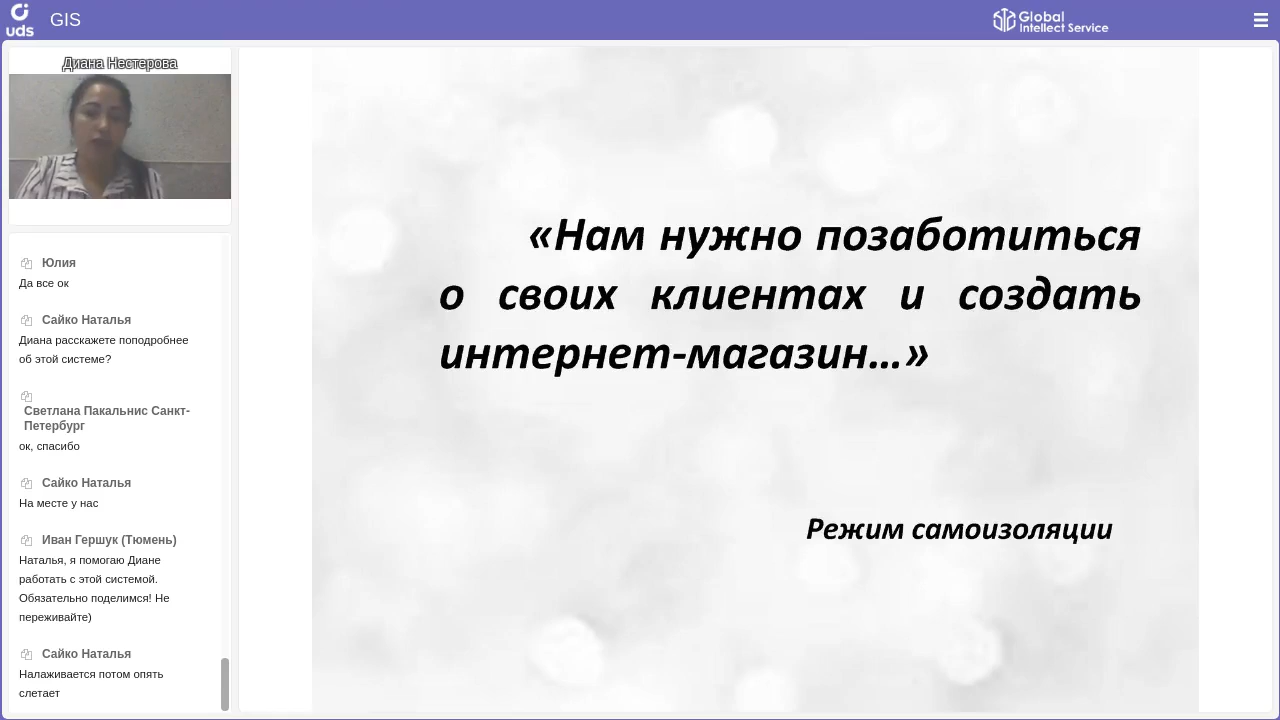 uds
GIS
Global
Intellect Service
Диана Нестерова
Юлия
Да все ок
Сайко Наталья
Диана расскажете поподробнее
об этой системе?
Светлана Пакальнис Санкт-
Петербург
ок, спасибо
Сайко Наталья
На месте у нас
Иван Гершук (Тюмень)
Наталья, я помогаю Диане
работать с этой системой.
Обязательно поделимся! Не
переживайте)
Сайко Наталья
Налаживается потом опять
слетает
«Нам нужно позаботиться
о своих клиентах и создать
интернет-магазин...»
Режим самоизоляции